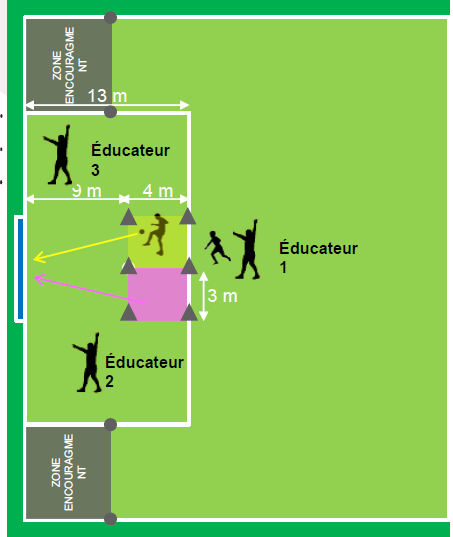 ZONE
ENCOURAGME
NT
13 m
Éducateur
3
9 m
4 m
Éducateur
1
3 m
Éducateur
2
ZONE
ENCOURAGME
NT